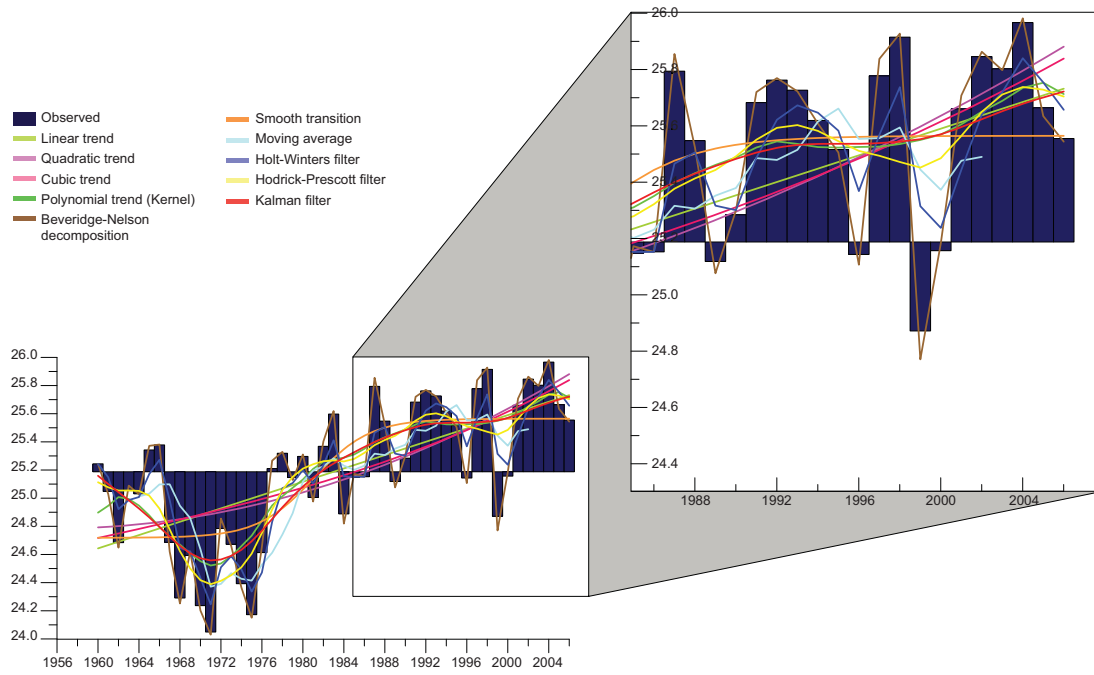 Observed
Linear trend
Quadratic trend
Cubic trend
Polynomial trend (Kernel)
Beveridge-Nelson
decomposition
Smooth transition
Moving average
Holt-Winters filter
Hodrick-Prescott filter
Kalman filter
26.0
25.0
24.8
24.6
24.4
1988 1992 1996 2000 2004
26.0
25.8
25.6
25.4
25.2
25.0
24.8
24.6
24.4
24.2
24.0
1956 1960 1964 1968 1972 1976 1980 1984 1988 1992 1996 2000 2004